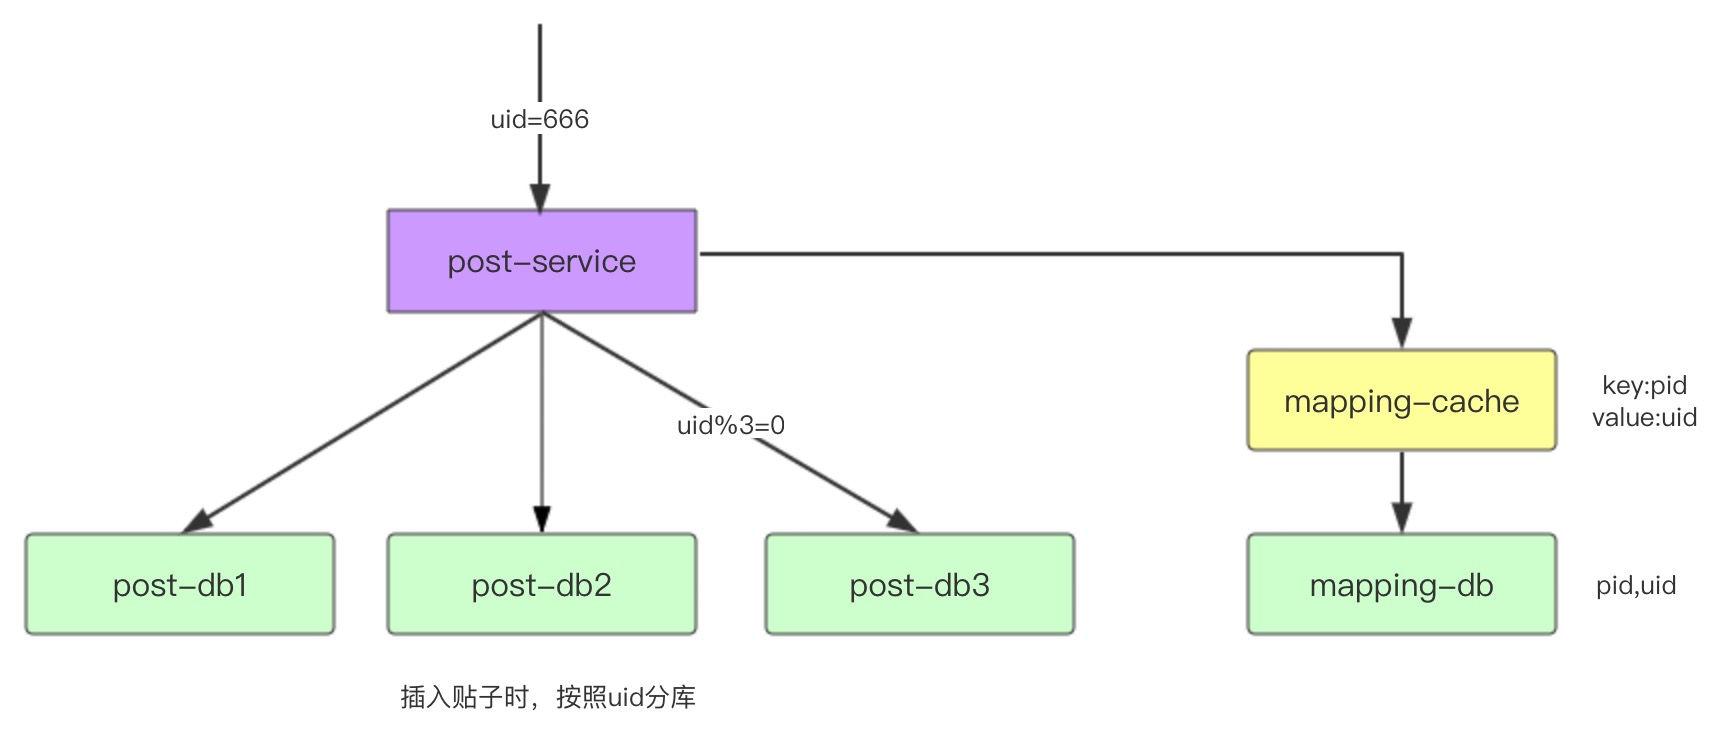 uid=666
post-service
mapping-cache
key:pid
value:uid
uid%3=0
post-db1
post-db2
post-db3
mapping-db
pid,uid
插入贴子时，按照uid分库